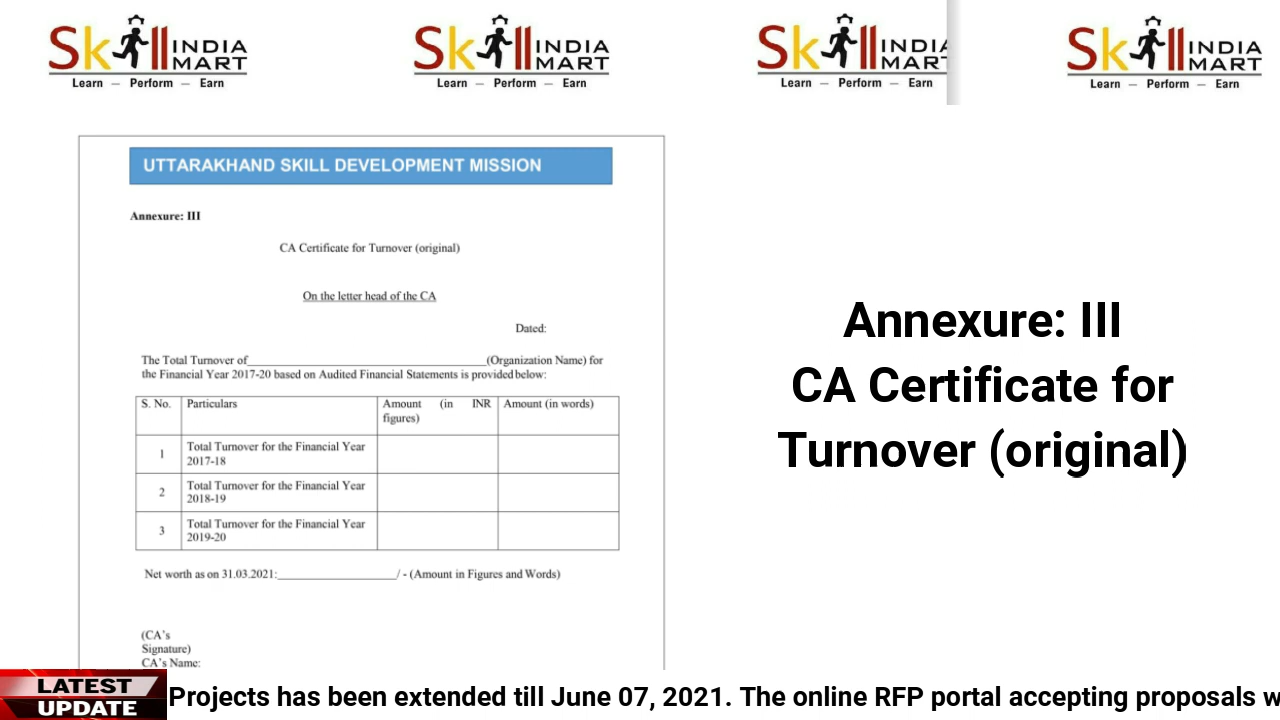 Skill INDIA MART
Learn – Perform – Earn
Skill INDIA MART
Learn – Perform – Earn
Skill INDIA MART
Learn – Perform – Earn
Skill INDIA MART
Learn – Perform – Earn
UTTARAKHAND SKILL DEVELOPMENT MISSION
Annexure: III
CA Certificate for Turnover (original)
On the letter head of the CA
Dated:
The Total Turnover of________________________(Organization Name) for
the Financial Year 2017-20 based on Audited Financial Statements is provided below:
S. No. Particulars Amount (in INR figures) Amount (in words)
1 Total Turnover for the Financial Year 2017-18
2 Total Turnover for the Financial Year 2018-19
3 Total Turnover for the Financial Year 2019-20
Net worth as on 31.03.2021:____________________/ - (Amount in Figures and Words)
(CA's
Signature)
CA's Name:
Annexure: III
CA Certificate for
Turnover (original)
LATEST
UPDATE
Projects has been extended till June 07, 2021. The online RFP portal accepting proposals w